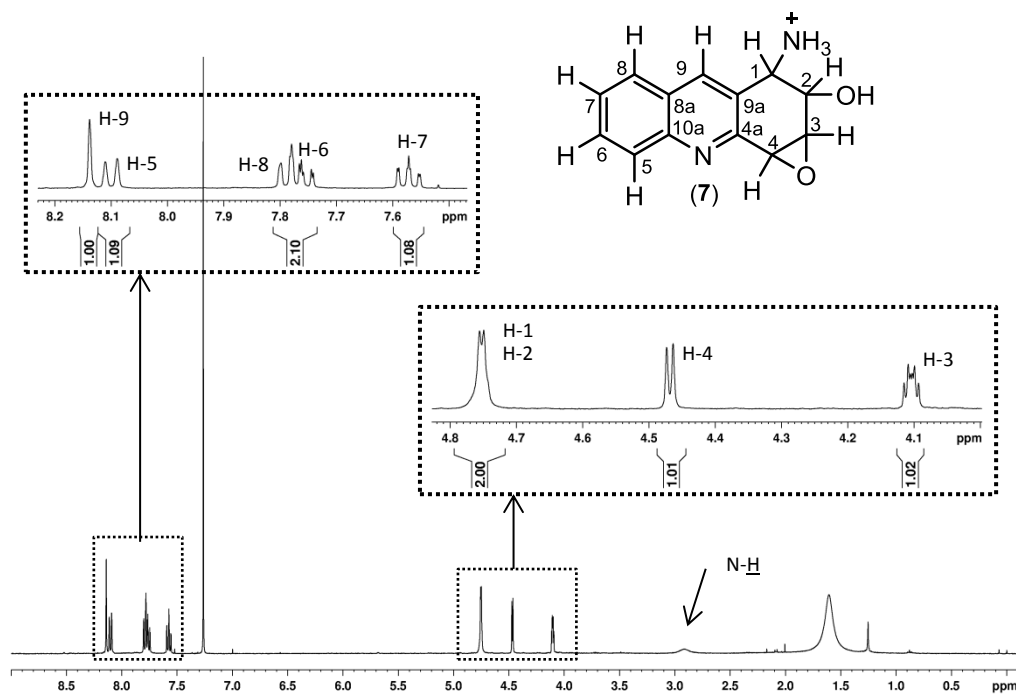 +
H
H
H NH3
H
8
9
1
H
2
OH
7
8a
9a
3
H
10a
4a
4
6
5
N
O
H
H
H
(7)
H-9
H-5
H-8
H-6
H-7
8.2 8.1 8.0 7.9 7.8 7.7 7.6 ppm
1.00 1.09 2.10 1.08
H-1
H-2
H-4
H-3
4.8 4.7 4.6 4.5 4.4 4.3 4.2 4.1 ppm
2.00 1.01 1.02
N-H
8.5 8.0 7.5 7.0 6.5 6.0 5.5 5.0 4.5 4.0 3.5 3.0 2.5 2.0 1.5 1.0 0.5 ppm